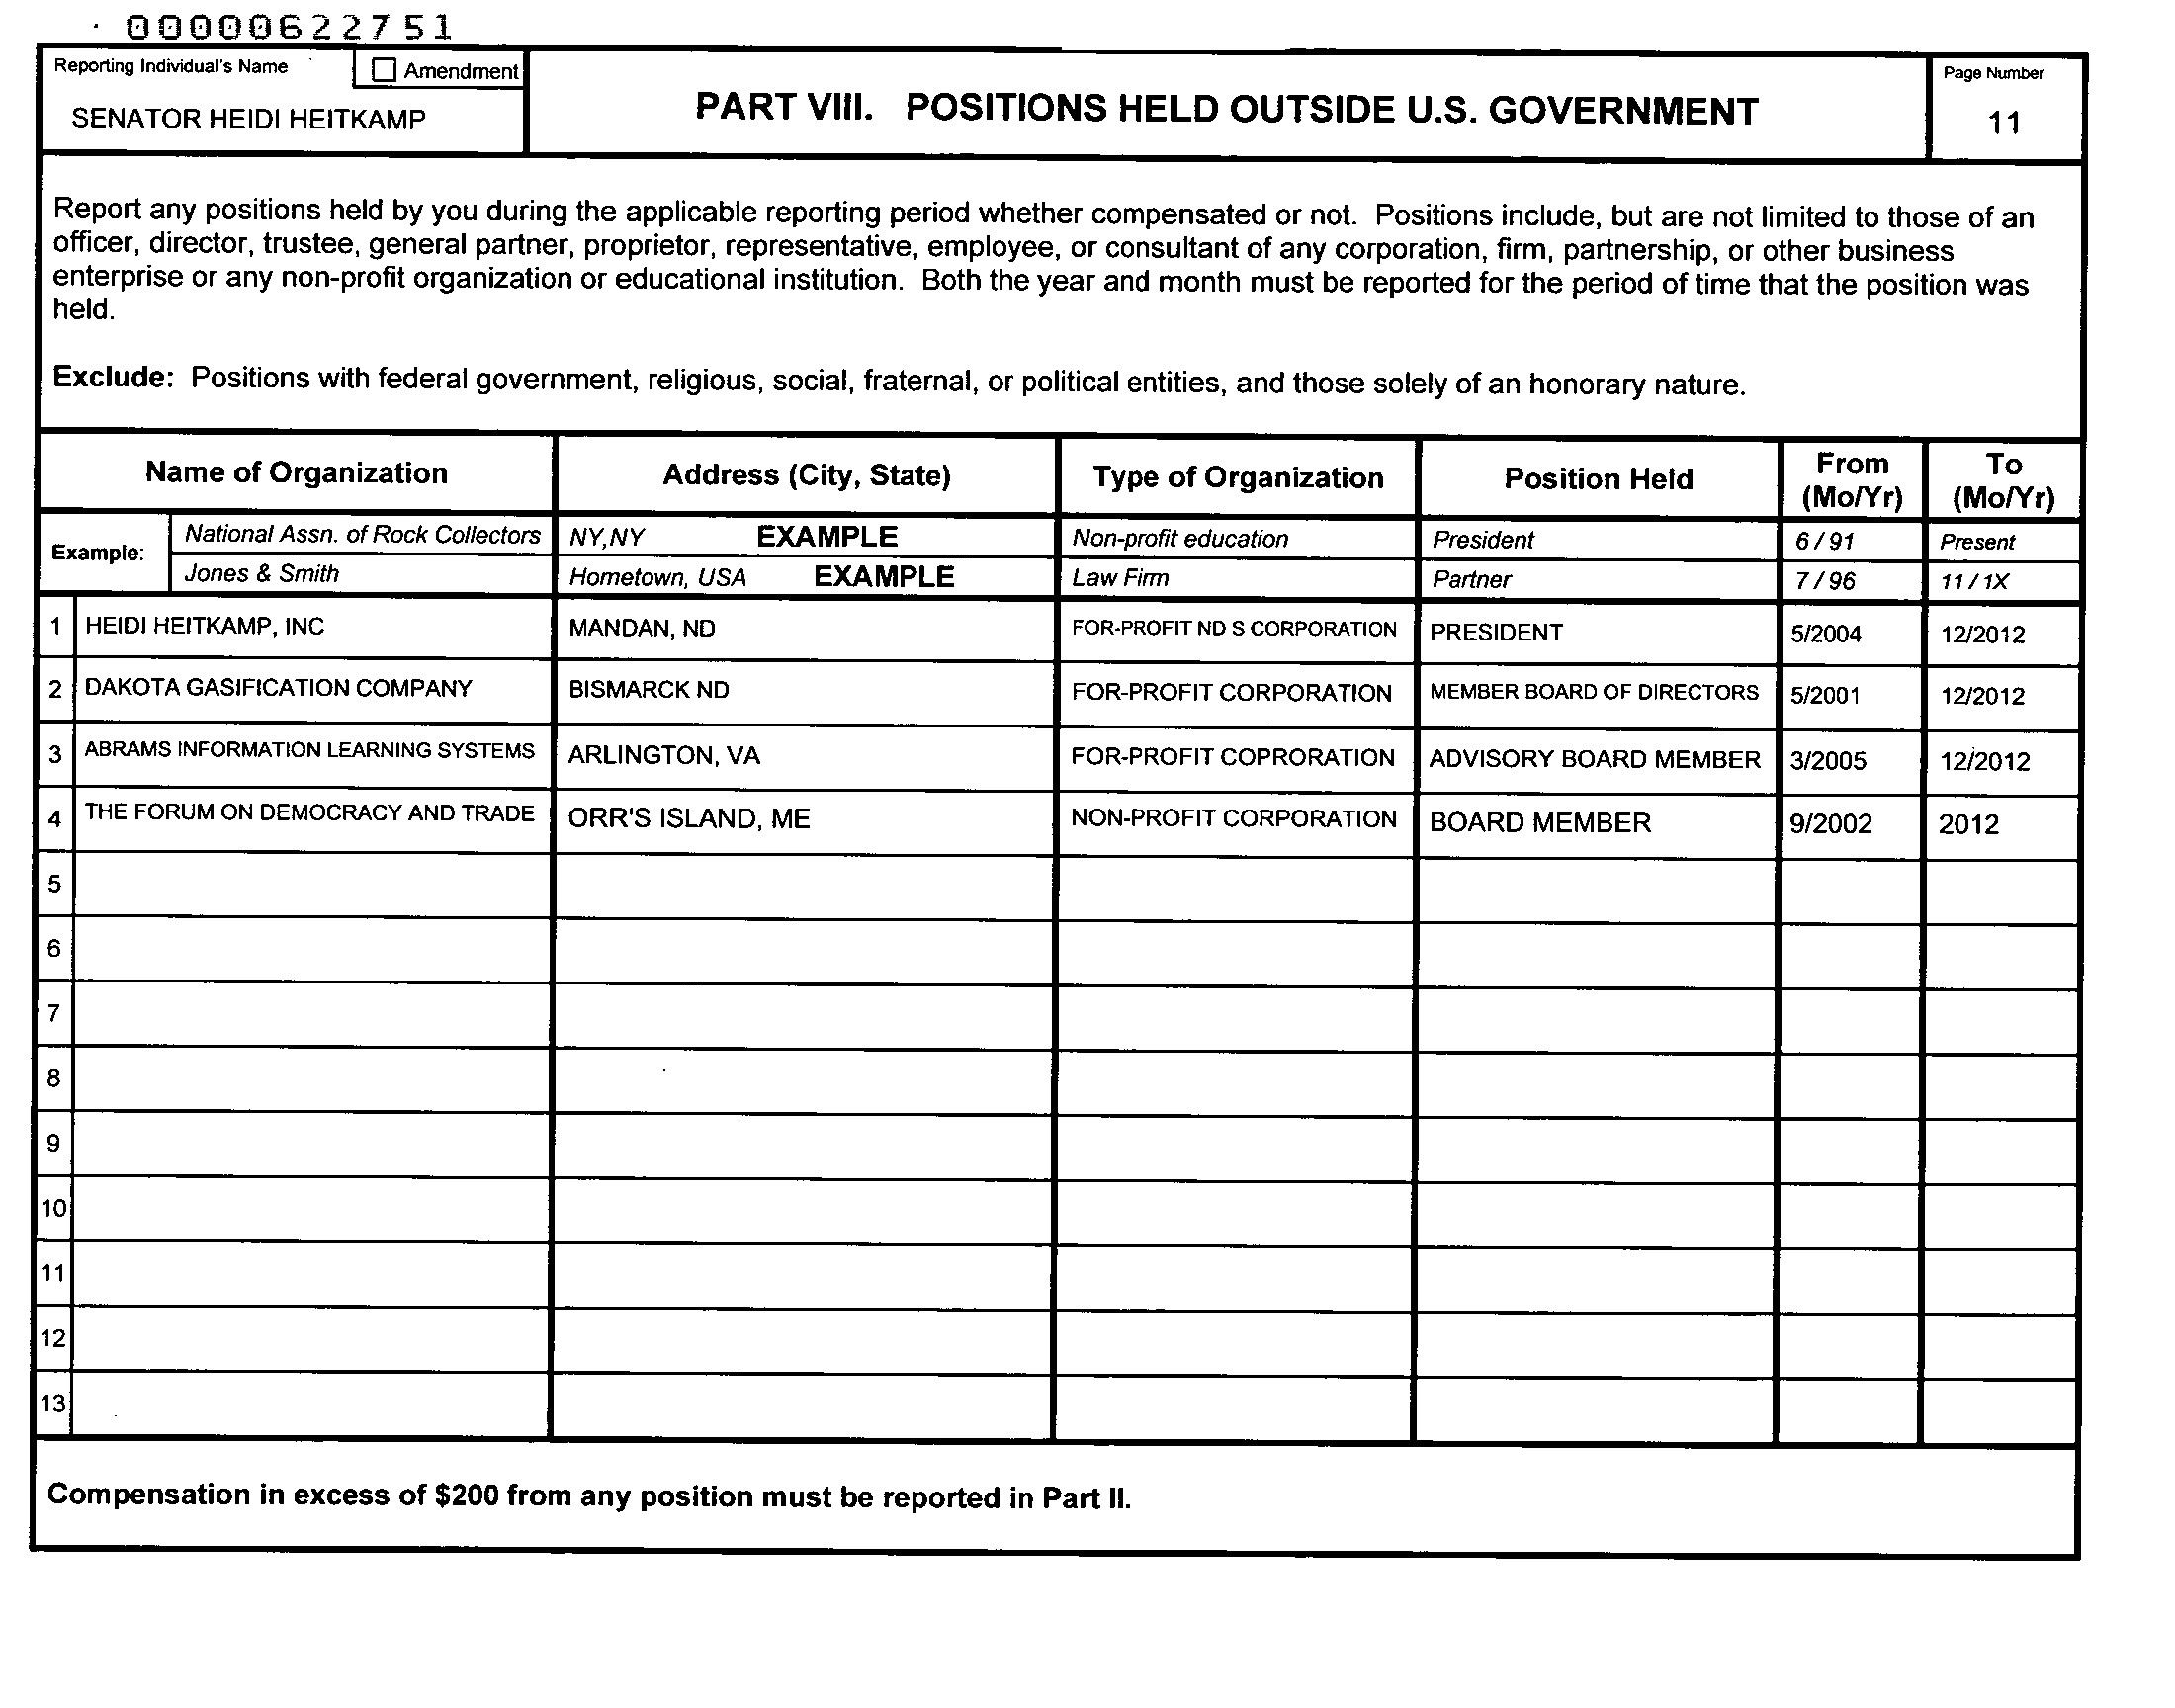 00000622751
Reporting Individual's Name
Amendment
SENATOR HEIDI HEITKAMP
PART VIII. POSITIONS HELD OUTSIDE U.S. GOVERNMENT
Page Number
11
Report any positions held by you during the applicable reporting period whether compensated or not. Positions include, but are not limited to those of an
officer, director, trustee, general partner, proprietor, representative, employee, or consultant of any corporation, firm, partnership, or other business
enterprise or any non-profit organization or educational institution. Both the year and month must be reported for the period of time that the position was
held.
Exclude: Positions with federal government, religious, social, fraternal, or political entities, and those solely of an honorary nature.
Name of Organization Address (City, State) Type of Organization Position Held From (Mo/Yr) To (Mo/Yr)
Example: National Assn. of Rock Collectors NY,NY EXAMPLE Non-profit education President 6/91 Present
Jones & Smith Hometown, USA EXAMPLE Law Firm Partner 7/96 11/1X
1 HEIDI HEITKAMP, INC MANDAN, ND FOR-PROFIT ND S CORPORATION PRESIDENT 5/2004 12/2012
2 DAKOTA GASIFICATION COMPANY BISMARCK ND FOR-PROFIT CORPORATION MEMBER BOARD OF DIRECTORS 5/2001 12/2012
3 ABRAMS INFORMATION LEARNING SYSTEMS ARLINGTON, VA FOR-PROFIT COPRORATION ADVISORY BOARD MEMBER 3/2005 12/2012
4 THE FORUM ON DEMOCRACY AND TRADE ORR'S ISLAND, ME NON-PROFIT CORPORATION BOARD MEMBER 9/2002 2012
5
6
7
8
9
10
11
12
13
Compensation in excess of $200 from any position must be reported in Part II.